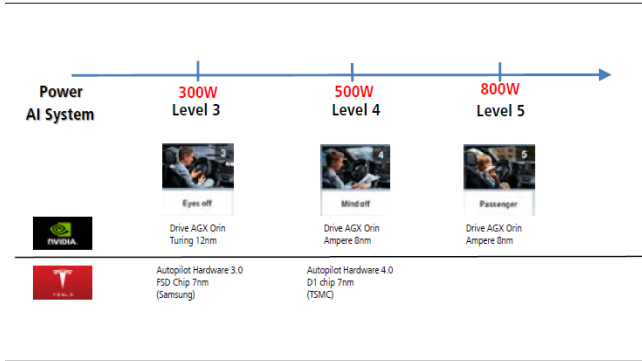 300W
500W
800W
Power
AI System
Level 3
Level 4
Level 5
3
4
5
Eyes off
Mind off
Passenger
NVIDIA.
Drive AGX Orin
Turing 12nm
Drive AGX Orin
Ampere 8nm
Drive AGX Orin
Ampere 8nm
TESLA
Autopilot Hardware 3.0
FSD Chip 7nm
(Samsung)
Autopilot Hardware 4.0
D1 chip 7nm
(TSMC)